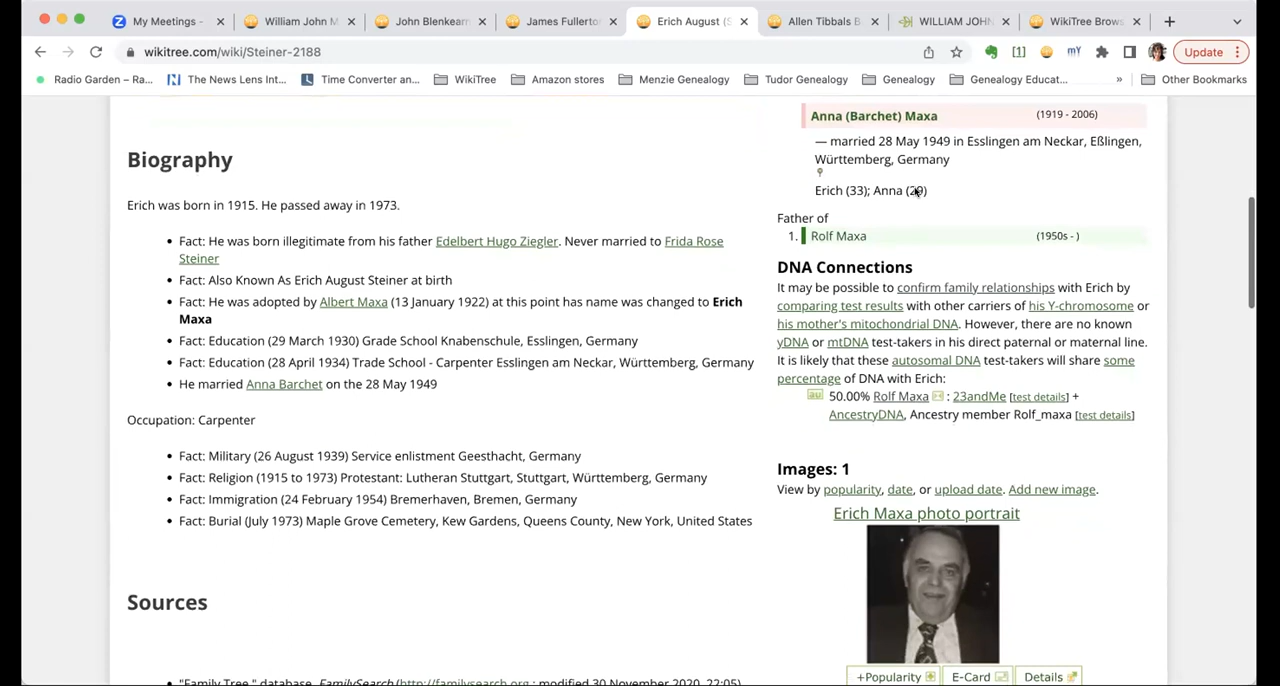 My Meetings -
William John M
John Blenkearn
James Fullerton
Erich August (S
Allen Tibbals B
WILLIAM JOHN
WikiTree Brows
wikitree.com/wiki/Steiner-2188
Update
Radio Garden – Ra...
The News Lens Int...
Time Converter an...
WikiTree
Amazon stores
Menzie Genealogy
Tudor Genealogy
Genealogy
Genealogy Educat...
»
Other Bookmarks
Biography
Erich was born in 1915. He passed away in 1973.
• Fact: He was born illegitimate from his father Edelbert Hugo Ziegler. Never married to Frida Rose
Steiner
• Fact: Also Known As Erich August Steiner at birth
• Fact: He was adopted by Albert Maxa (13 January 1922) at this point has name was changed to Erich
Maxa
• Fact: Education (29 March 1930) Grade School Knabenschule, Esslingen, Germany
• Fact: Education (28 April 1934) Trade School - Carpenter Esslingen am Neckar, Württemberg, Germany
• He married Anna Barchet on the 28 May 1949
Occupation: Carpenter
• Fact: Military (26 August 1939) Service enlistment Geesthacht, Germany
• Fact: Religion (1915 to 1973) Protestant: Lutheran Stuttgart, Stuttgart, Württemberg, Germany
• Fact: Immigration (24 February 1954) Bremerhaven, Bremen, Germany
• Fact: Burial (July 1973) Maple Grove Cemetery, Kew Gardens, Queens County, New York, United States
Sources
• "Family Tree," database, FamilySearch (http://familysearch.org : modified 30 November 2020, 22:05)
Anna (Barchet) Maxa (1919 - 2006)
— married 28 May 1949 in Esslingen am Neckar, Eßlingen,
Württemberg, Germany
Erich (33); Anna (29)
Father of
1. Rolf Maxa (1950s - )
DNA Connections
It may be possible to confirm family relationships with Erich by
comparing test results with other carriers of his Y-chromosome or
his mother's mitochondrial DNA. However, there are no known
yDNA or mtDNA test-takers in his direct paternal or maternal line.
It is likely that these autosomal DNA test-takers will share some
percentage of DNA with Erich:
au 50.00% Rolf Maxa : 23andMe [test details] +
AncestryDNA, Ancestry member Rolf_maxa [test details]
Images: 1
View by popularity, date, or upload date. Add new image.
Erich Maxa photo portrait
+Popularity
E-Card
Details